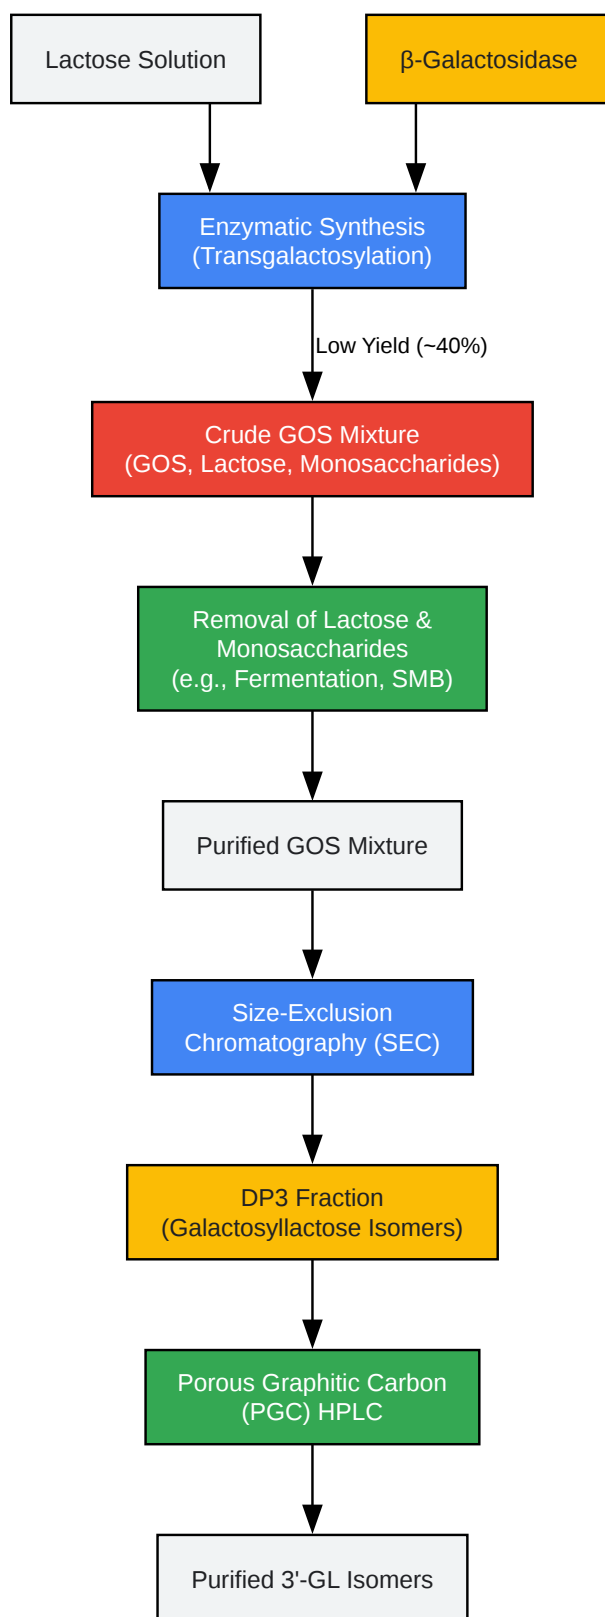 Lactose Solution
β-Galactosidase
Enzymatic Synthesis
(Transgalactosylation)
Low Yield (~40%)
Crude GOS Mixture
(GOS, Lactose, Monosaccharides)
Removal of Lactose &
Monosaccharides
(e.g., Fermentation, SMB)
Purified GOS Mixture
Size-Exclusion
Chromatography (SEC)
DP3 Fraction
(Galactosyllactose Isomers)
Porous Graphitic Carbon
(PGC) HPLC
Purified 3'-GL Isomers